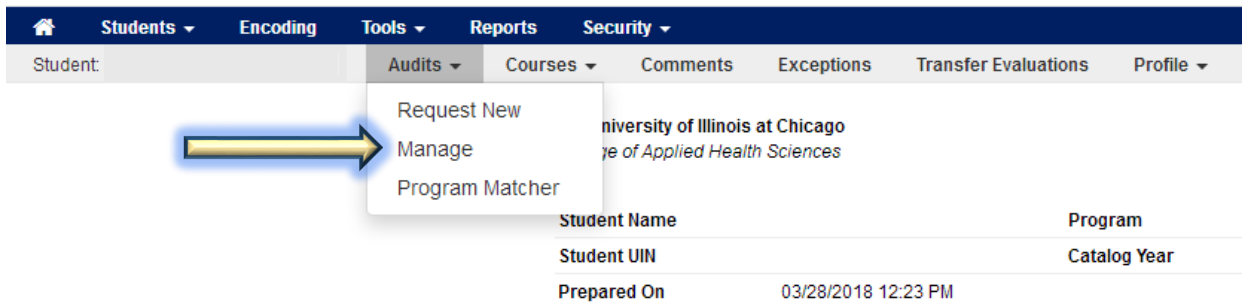 Students Encoding Tools Reports Security
Student: Audits Courses Comments Exceptions Transfer Evaluations Profile
Request New
niversity of Illinois at Chicago
Manage
ge of Applied Health Sciences
Program Matcher
Student Name Program
Student UIN Catalog Year
Prepared On 03/28/2018 12:23 PM